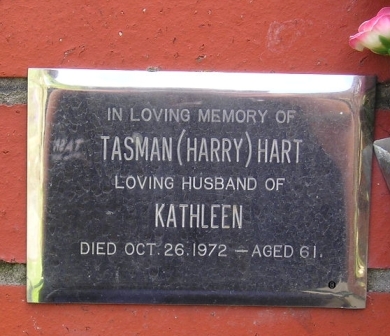 IN LOVING MEMORY OF
TASMAN (HARRY) HART
LOVING HUSBAND OF
KATHLEEN
DIED OCT. 26. 1972 — AGED 61.